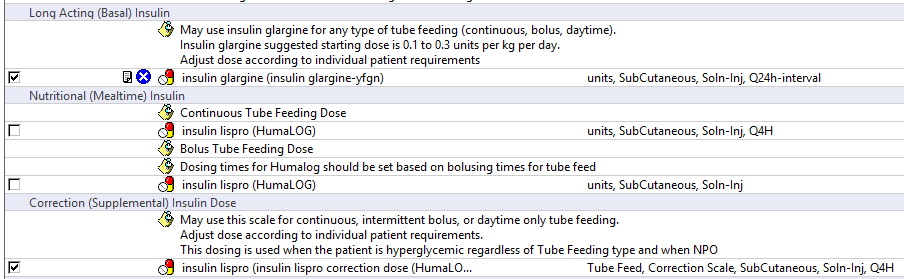 Long Acting (Basal) Insulin
May use insulin glargine for any type of tube feeding (continuous, bolus, daytime).
Insulin glargine suggested starting dose is 0.1 to 0.3 units per kg per day.
Adjust dose according to individual patient requirements
insulin glargine (insulin glargine-yfgn) units, SubCutaneous, Soln-Inj, Q24h-interval
Nutritional (Mealtime) Insulin
Continuous Tube Feeding Dose
insulin lispro (HumaLOG) units, SubCutaneous, Soln-Inj, Q4H
Bolus Tube Feeding Dose
Dosing times for Humalog should be set based on bolusing times for tube feed
insulin lispro (HumaLOG) units, SubCutaneous, Soln-Inj
Correction (Supplemental) Insulin Dose
May use this scale for continuous, intermittent bolus, or daytime only tube feeding.
Adjust dose according to individual patient requirements.
This dosing is used when the patient is hyperglycemic regardless of Tube Feeding type and when NPO
insulin lispro (insulin lispro correction dose (HumaLO... Tube Feed, Correction Scale, SubCutaneous, Soln-Inj, Q4H